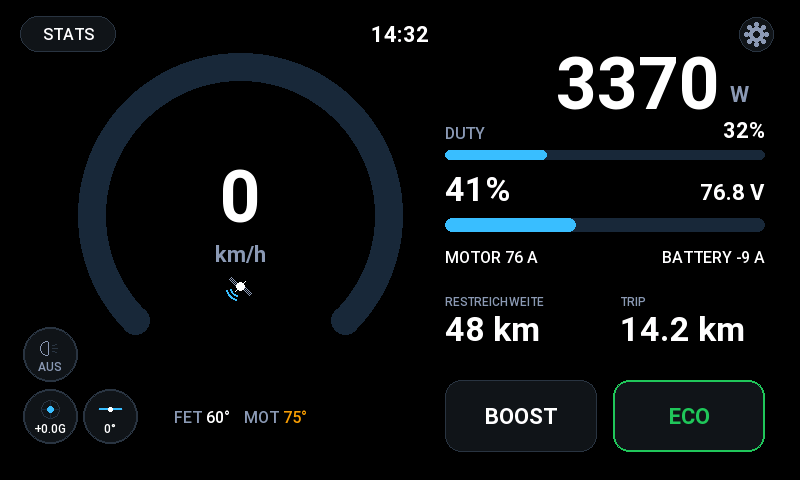 STATS
14:32
3370 W
DUTY 32%
41% 76.8 V
0
km/h
MOTOR 76 A BATTERY -9 A
RESTREICHWEITE TRIP
48 km 14.2 km
AUS
+0.0G 0°
FET 60° MOT 75°
BOOST ECO